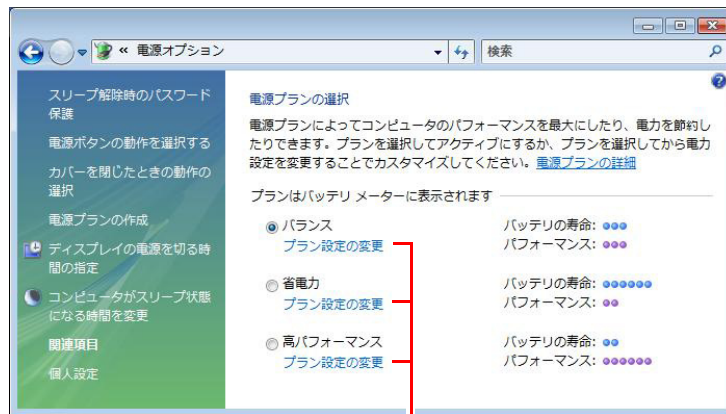 « 電源オプション
検索
スリープ解除時のパスワード
保護
電源ボタンの動作を選択する
カバーを閉じたときの動作の
選択
電源プランの作成
ディスプレイの電源を切る時
間の指定
コンピュータがスリープ状態
になる時間を変更
関連項目
個人設定
電源プランの選択
電源プランによってコンピュータのパフォーマンスを最大にしたり、電力を節約し
たりできます。プランを選択してアクティブにするか、プランを選択してから電力
設定を変更することでカスタマイズしてください。電源プランの詳細
プランはバッテリ メーターに表示されます
バランス
バッテリの寿命:
プラン設定の変更
パフォーマンス:
省電力
バッテリの寿命:
プラン設定の変更
パフォーマンス:
高パフォーマンス
バッテリの寿命:
プラン設定の変更
パフォーマンス: